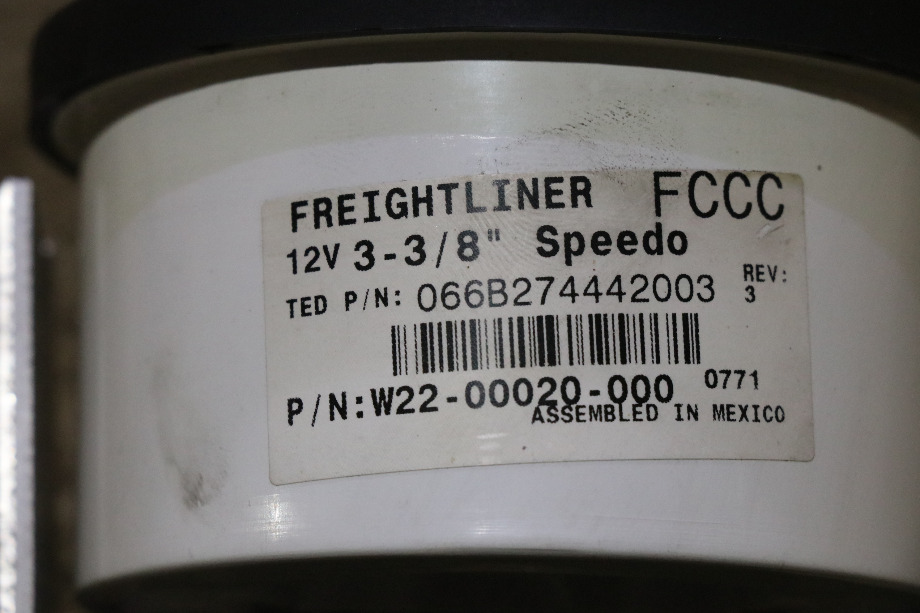 FREIGHTLINER FCCC
12V 3-3/8" Speedo
TED P/N: 066B274442003 REV: 3
P/N:W22-00020-000 0771
ASSEMBLED IN MEXICO